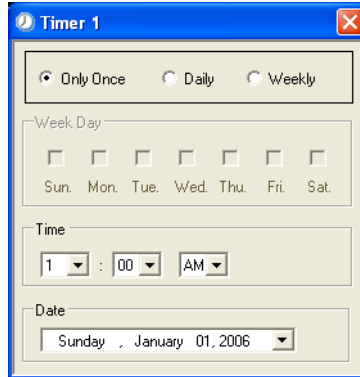 Timer 1
Only Once Daily Weekly
Week Day
Sun. Mon. Tue. Wed. Thu. Fri. Sat.
Time
1 : 00 AM
Date
Sunday , January 01, 2006